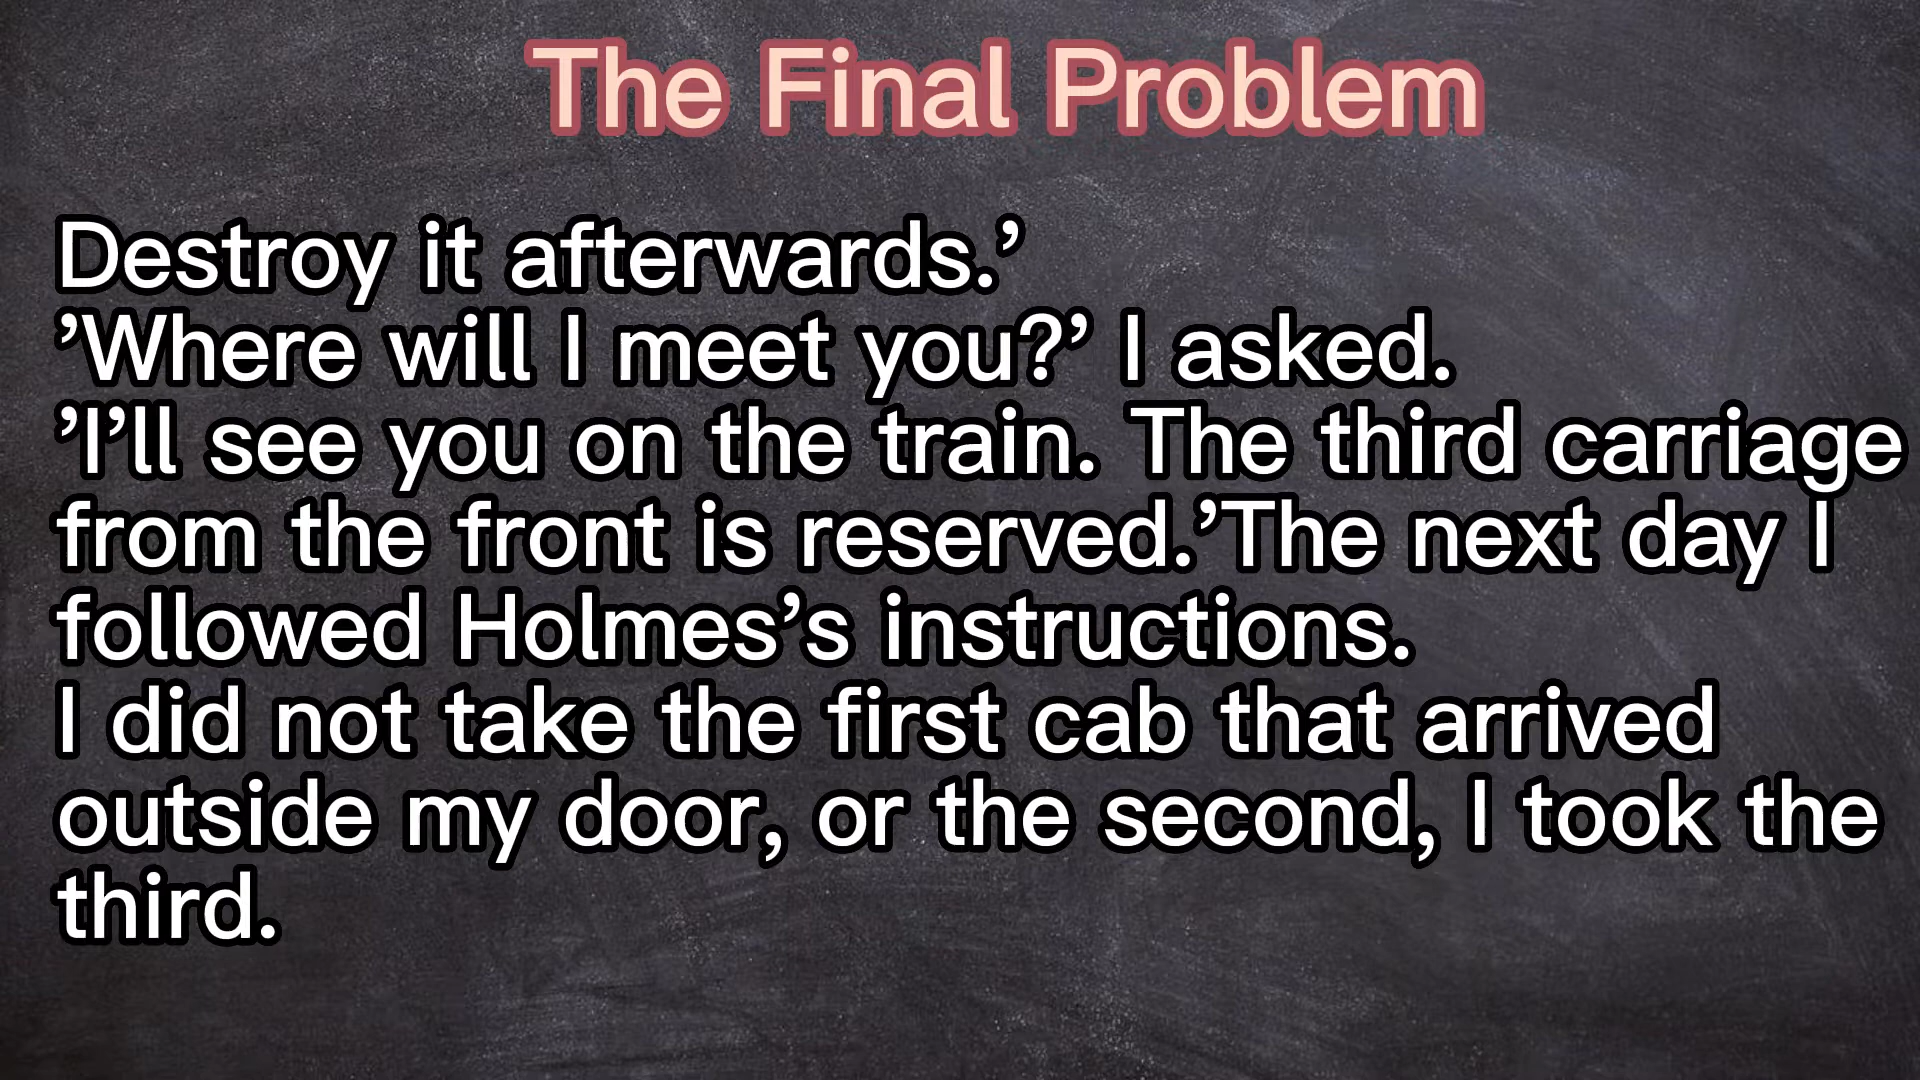 The Final Problem
Destroy it afterwards.’
’Where will I meet you?’ I asked.
’I’ll see you on the train. The third carriage
from the front is reserved.’The next day I
followed Holmes’s instructions.
I did not take the first cab that arrived
outside my door, or the second, I took the
third.